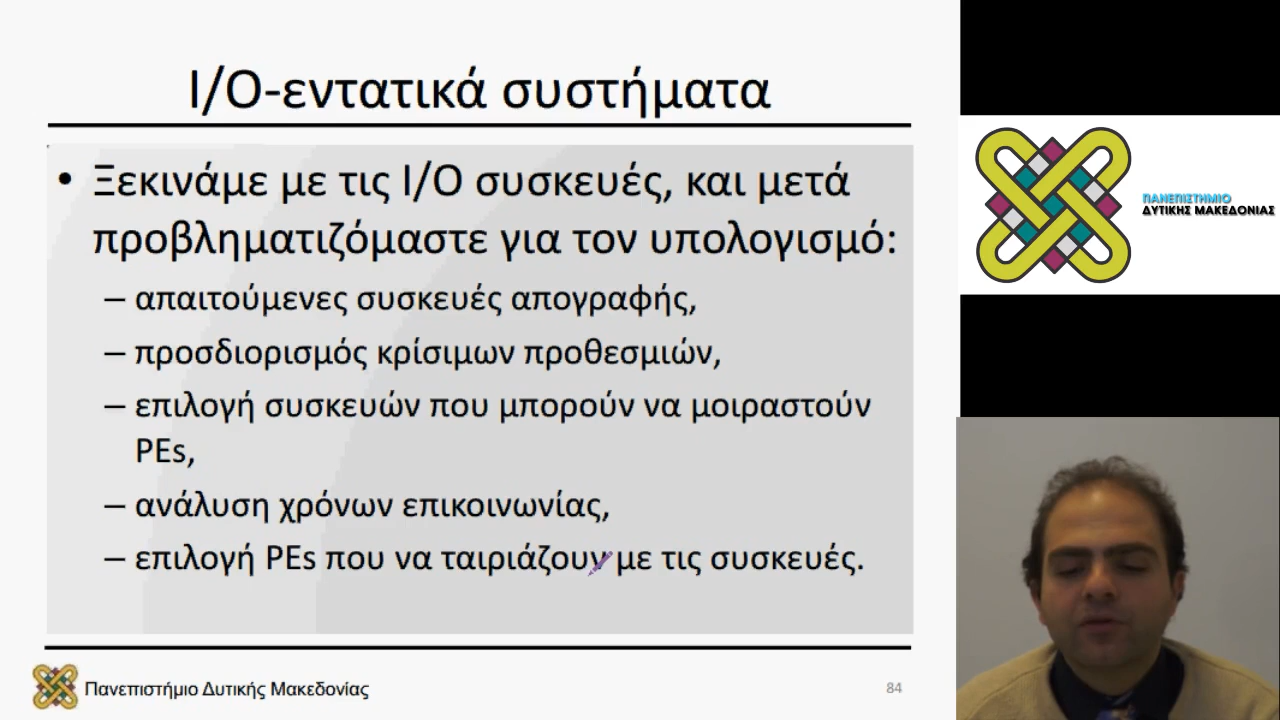 I/O-εντατικά συστήματα
• Ξεκινάμε με τις I/O συσκευές, και μετά
προβληματιζόμαστε για τον υπολογισμό:
– απαιτούμενες συσκευές απογραφής,
– προσδιορισμός κρίσιμων προθεσμιών,
– επιλογή συσκευών που μπορούν να μοιραστούν
PEs,
– ανάλυση χρόνων επικοινωνίας,
– επιλογή PEs που να ταιριάζουν με τις συσκευές.
Πανεπιστήμιο Δυτικής Μακεδονίας
84
ΠΑΝΕΠΙΣΤΗΜΙΟ
ΔΥΤΙΚΗΣ ΜΑΚΕΔΟΝΙΑΣ